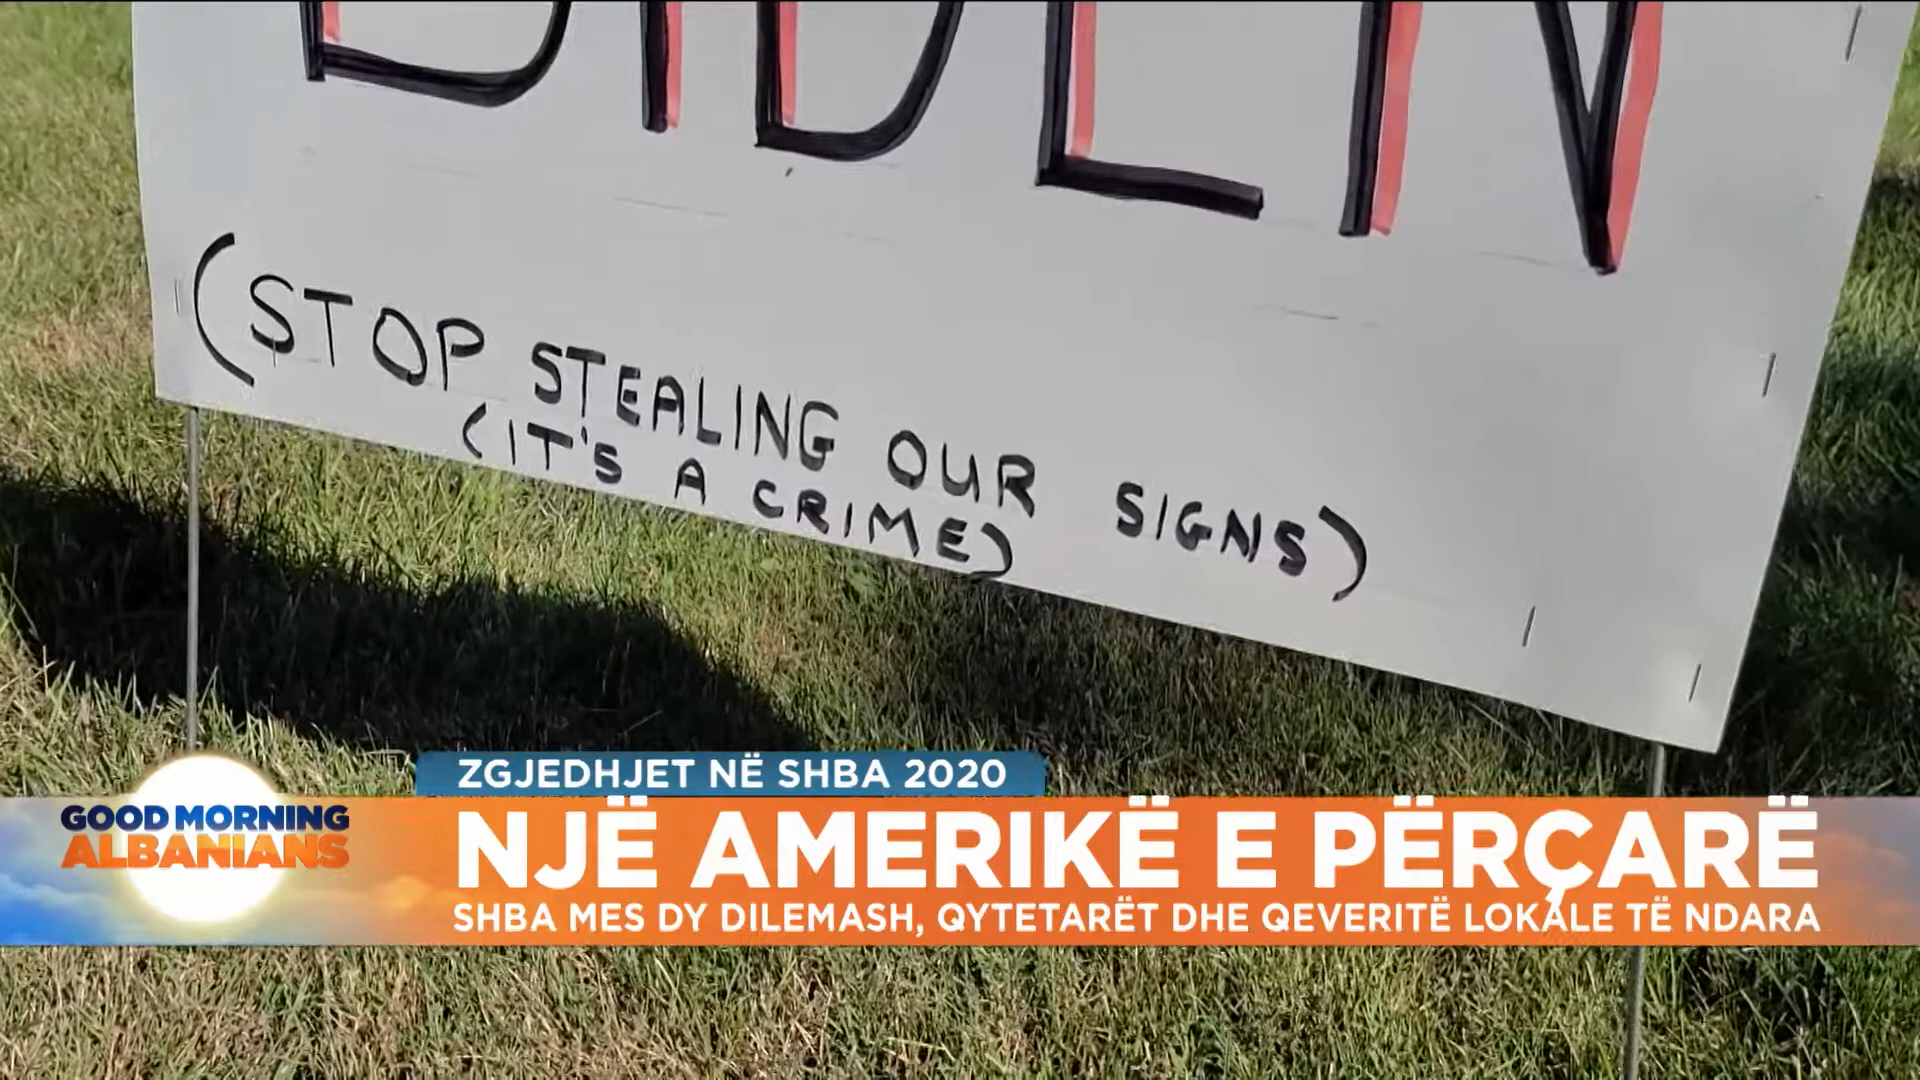 BIDEN
(STOP STEALING OUR SIGNS)
(IT'S A CRIME)
ZGJEDHJET NË SHBA 2020
GOOD MORNING
ALBANIANS
NJË AMERIKË E PËRÇARË
SHBA MES DY DILEMASH, QYTETARËT DHE QEVERITË LOKALE TË NDARA